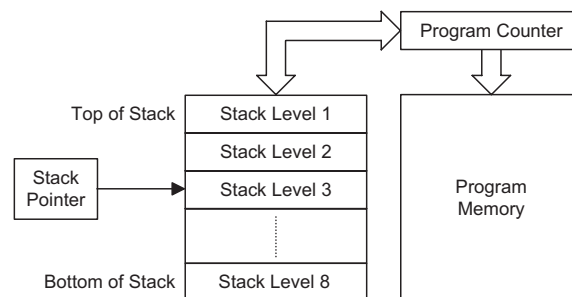 Program Counter
Top of Stack
Stack Level 1
Stack Level 2
Stack
Pointer
Stack Level 3
Program
Memory
Bottom of Stack
Stack Level 8